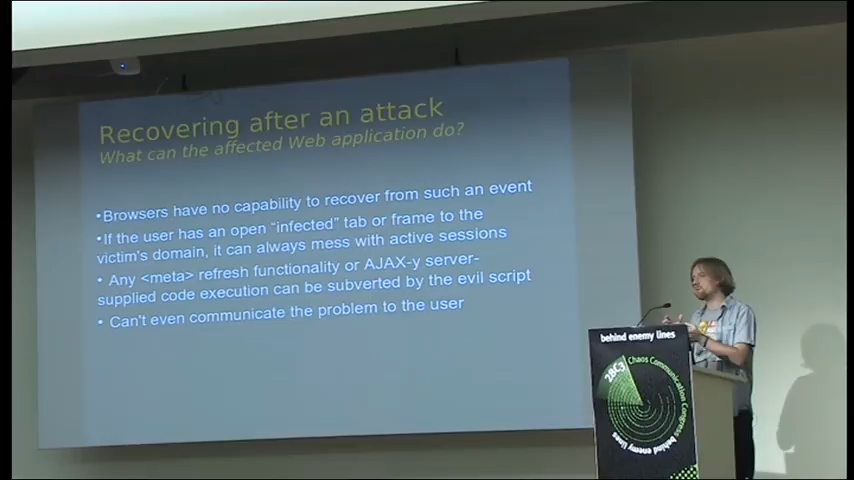 Recovering after an attack
What can the affected Web application do?
•Browsers have no capability to recover from such an event
•If the user has an open “infected” tab or frame to the
victim's domain, it can always mess with active sessions
• Any <meta> refresh functionality or AJAX-y server-
supplied code execution can be subverted by the evil script
• Can't even communicate the problem to the user
behind enemy lines
28C3 Chaos Communication Congress
behind enemy lines